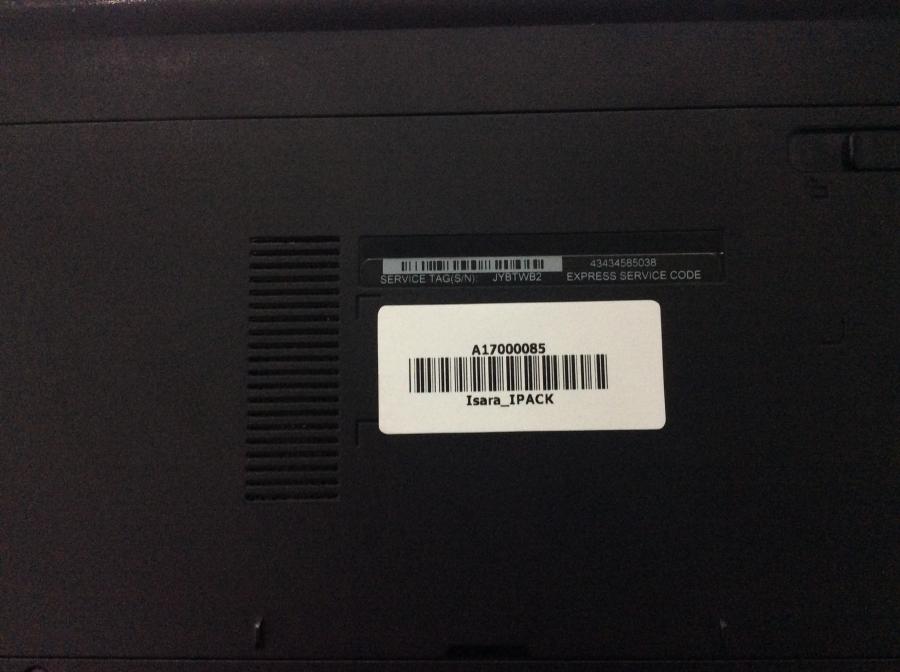 43434585038
SERVICE TAG(S/N) JYBTWB2 EXPRESS SERVICE CODE
A17000085
Isara_IPACK